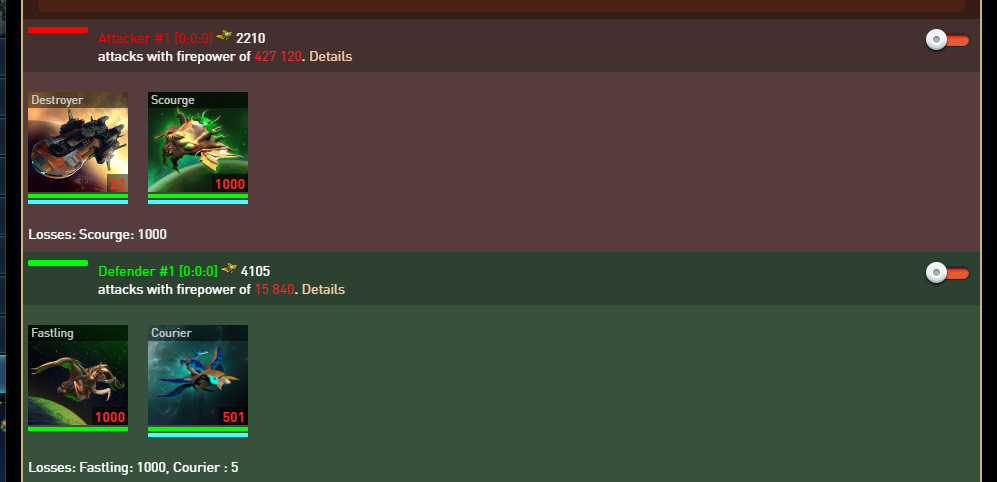 Attacker #1 [0:0:0] 2210
attacks with firepower of 427 120. Details
Destroyer
Scourge
22
1000
Losses: Scourge: 1000
Defender #1 [0:0:0] 4105
attacks with firepower of 15 840. Details
Fastling
Courier
1000
501
Losses: Fastling: 1000, Courier : 5